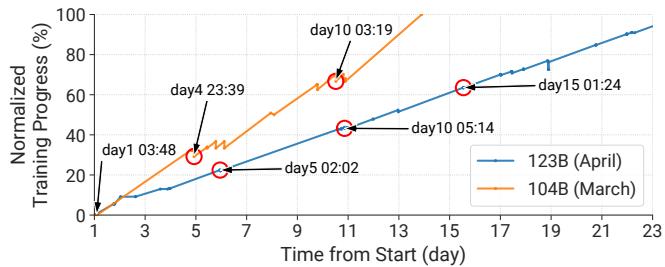 Normalized
Training Progress (%)
100
80
60
40
20
0
day10 03:19
day4 23:39
day1 03:48
day15 01:24
day10 05:14
day5 02:02
123B (April)
104B (March)
1 3 5 7 9 11 13 15 17 19 21 23
Time from Start (day)